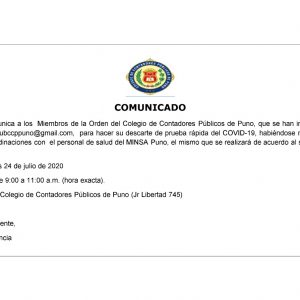 COMUNICADO
unica a los Miembros de la Orden del Colegio de Contadores Públicos de Puno, que se han in
ubccppuno@gmail.com, para hacer su descarte de prueba rápida del COVID-19, habiéndose r
dinaciones con el personal de salud del MINSA Puno, el mismo que se realizará de acuerdo al s
s 24 de julio de 2020
e 9:00 a 11:00 a.m. (hora exacta).
Colegio de Contadores Públicos de Puno (Jr Libertad 745)
ente,
ncia